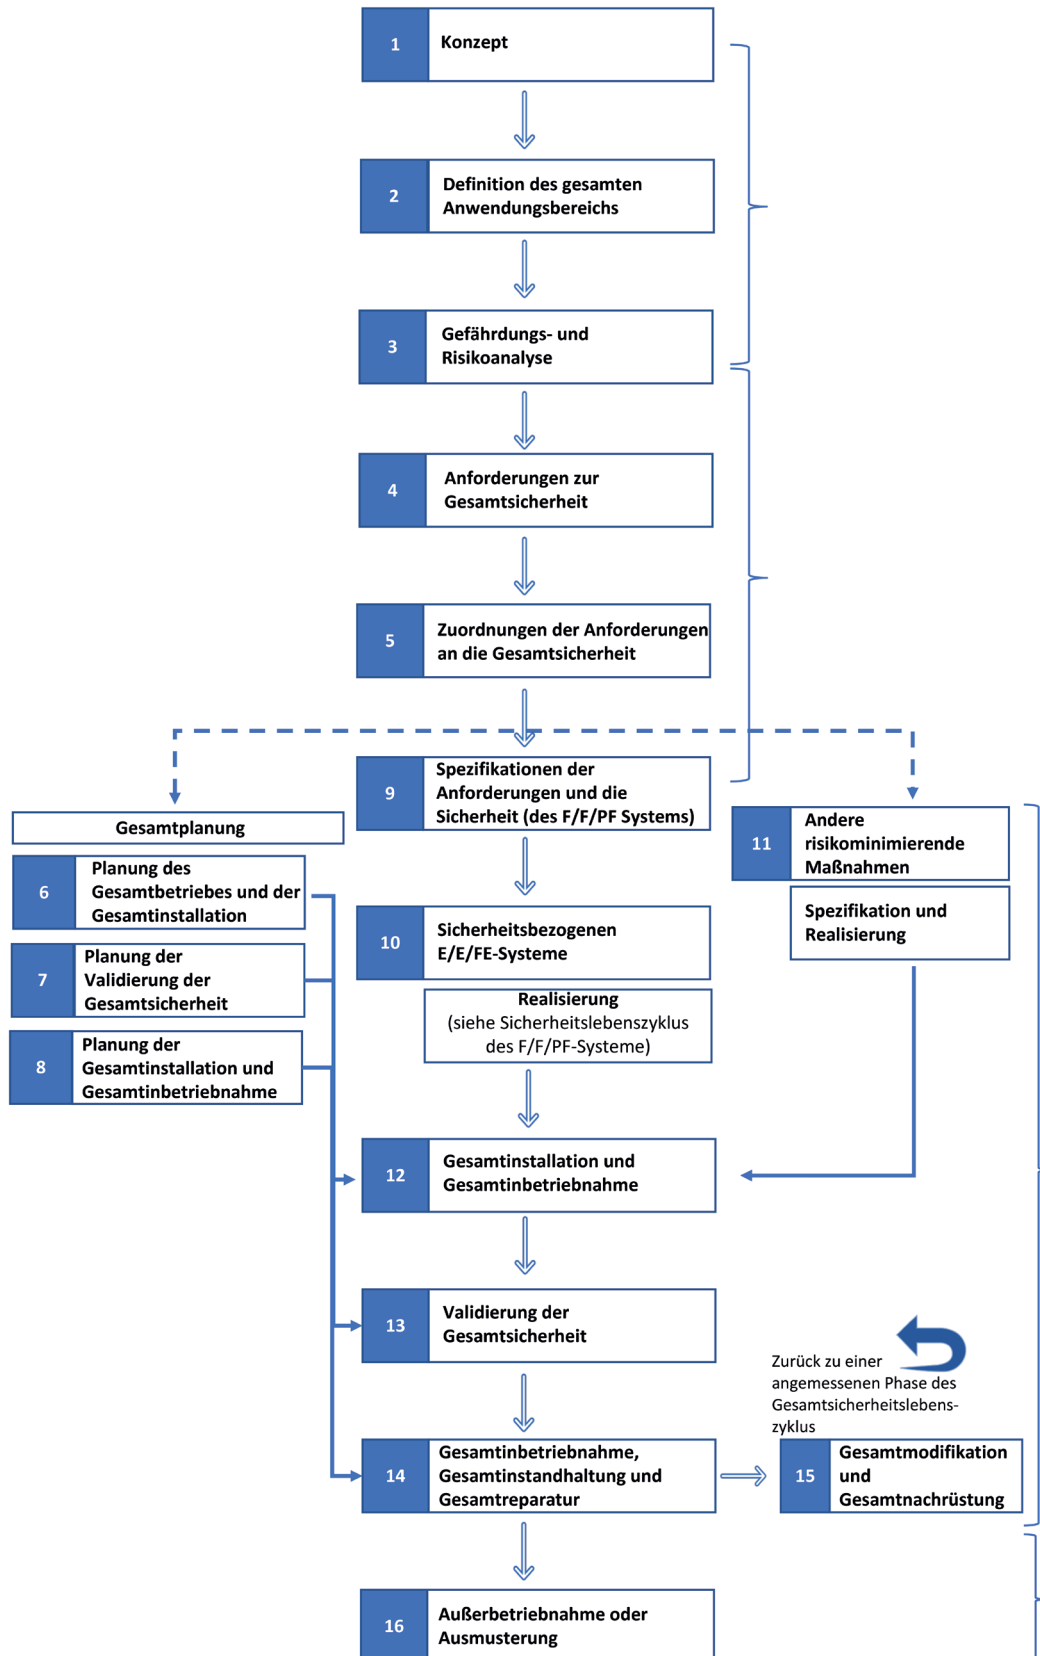 1
Konzept
2
Definition des gesamten
Anwendungsbereichs
3
Gefährdungs- und
Risikoanalyse
4
Anforderungen zur
Gesamtsicherheit
5
Zuordnungen der Anforderungen
an die Gesamtsicherheit
9
Spezifikationen der
Anforderungen und die
Sicherheit (des F/F/PF Systems)
Gesamtplanung
6
Planung des
Gesamtbetriebes und der
Gesamtinstallation
7
Planung der
Validierung der
Gesamtsicherheit
8
Planung der
Gesamtinstallation und
Gesamtinbetriebnahme
10
Sicherheitsbezogenen
E/E/FE-Systeme
Realisierung
(siehe Sicherheitslebenszyklus
des F/F/PF-Systeme)
11
Andere
risikominimierende
Maßnahmen
Spezifikation und
Realisierung
12
Gesamtinstallation und
Gesamtinbetriebnahme
13
Validierung der
Gesamtsicherheit
14
Gesamtinbetriebnahme,
Gesamtinstandhaltung und
Gesamtreparatur
Zurück zu einer
angemessenen Phase des
Gesamtsicherheitslebens-
zyklus
15
Gesamtmodifikation
und
Gesamtnachrüstung
16
Außerbetriebnahme oder
Ausmusterung